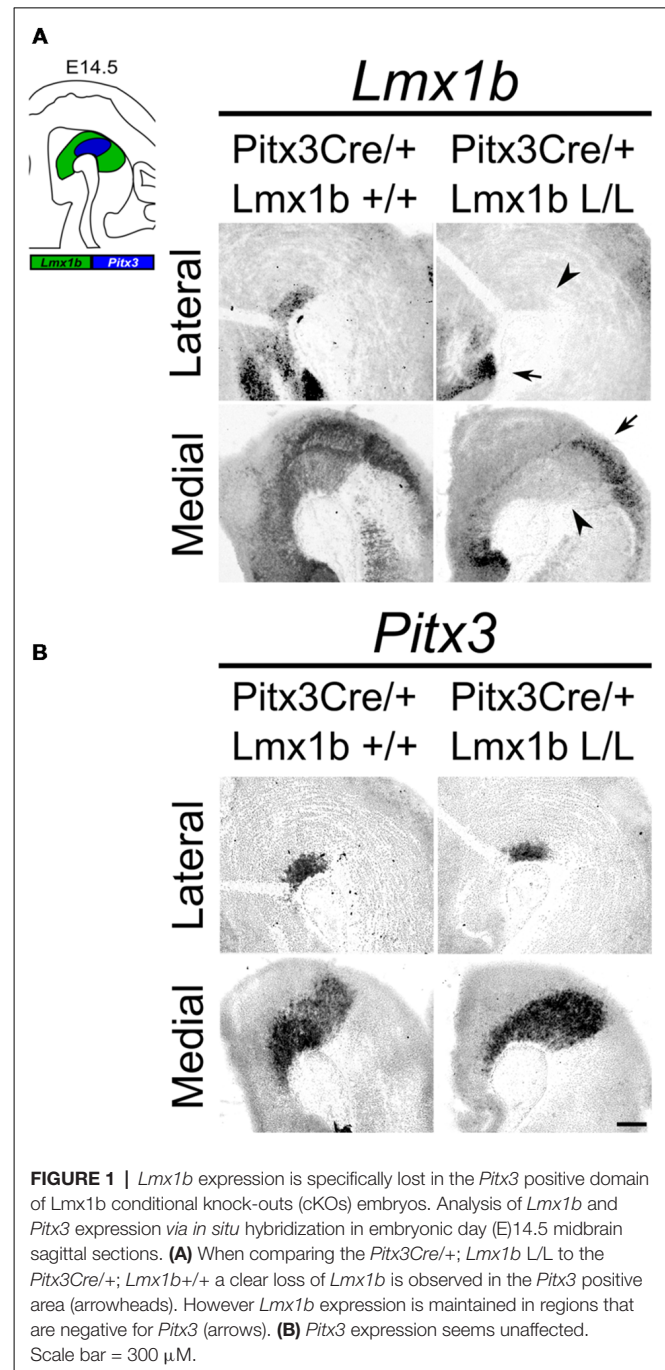 A
E14.5
Lmx1b Pitx3
Lmx1b
Pitx3Cre/+ Pitx3Cre/+
Lmx1b +/+ Lmx1b L/L
Lateral
Medial
B
Pitx3
Pitx3Cre/+ Pitx3Cre/+
Lmx1b +/+ Lmx1b L/L
Lateral
Medial
FIGURE 1 | Lmx1b expression is specifically lost in the Pitx3 positive domain
of Lmx1b conditional knock-outs (cKOs) embryos. Analysis of Lmx1b and
Pitx3 expression via in situ hybridization in embryonic day (E)14.5 midbrain
sagittal sections. (A) When comparing the Pitx3Cre/+; Lmx1b L/L to the
Pitx3Cre/+; Lmx1b+/+ a clear loss of Lmx1b is observed in the Pitx3 positive
area (arrowheads). However Lmx1b expression is maintained in regions that
are negative for Pitx3 (arrows). (B) Pitx3 expression seems unaffected.
Scale bar = 300 μM.